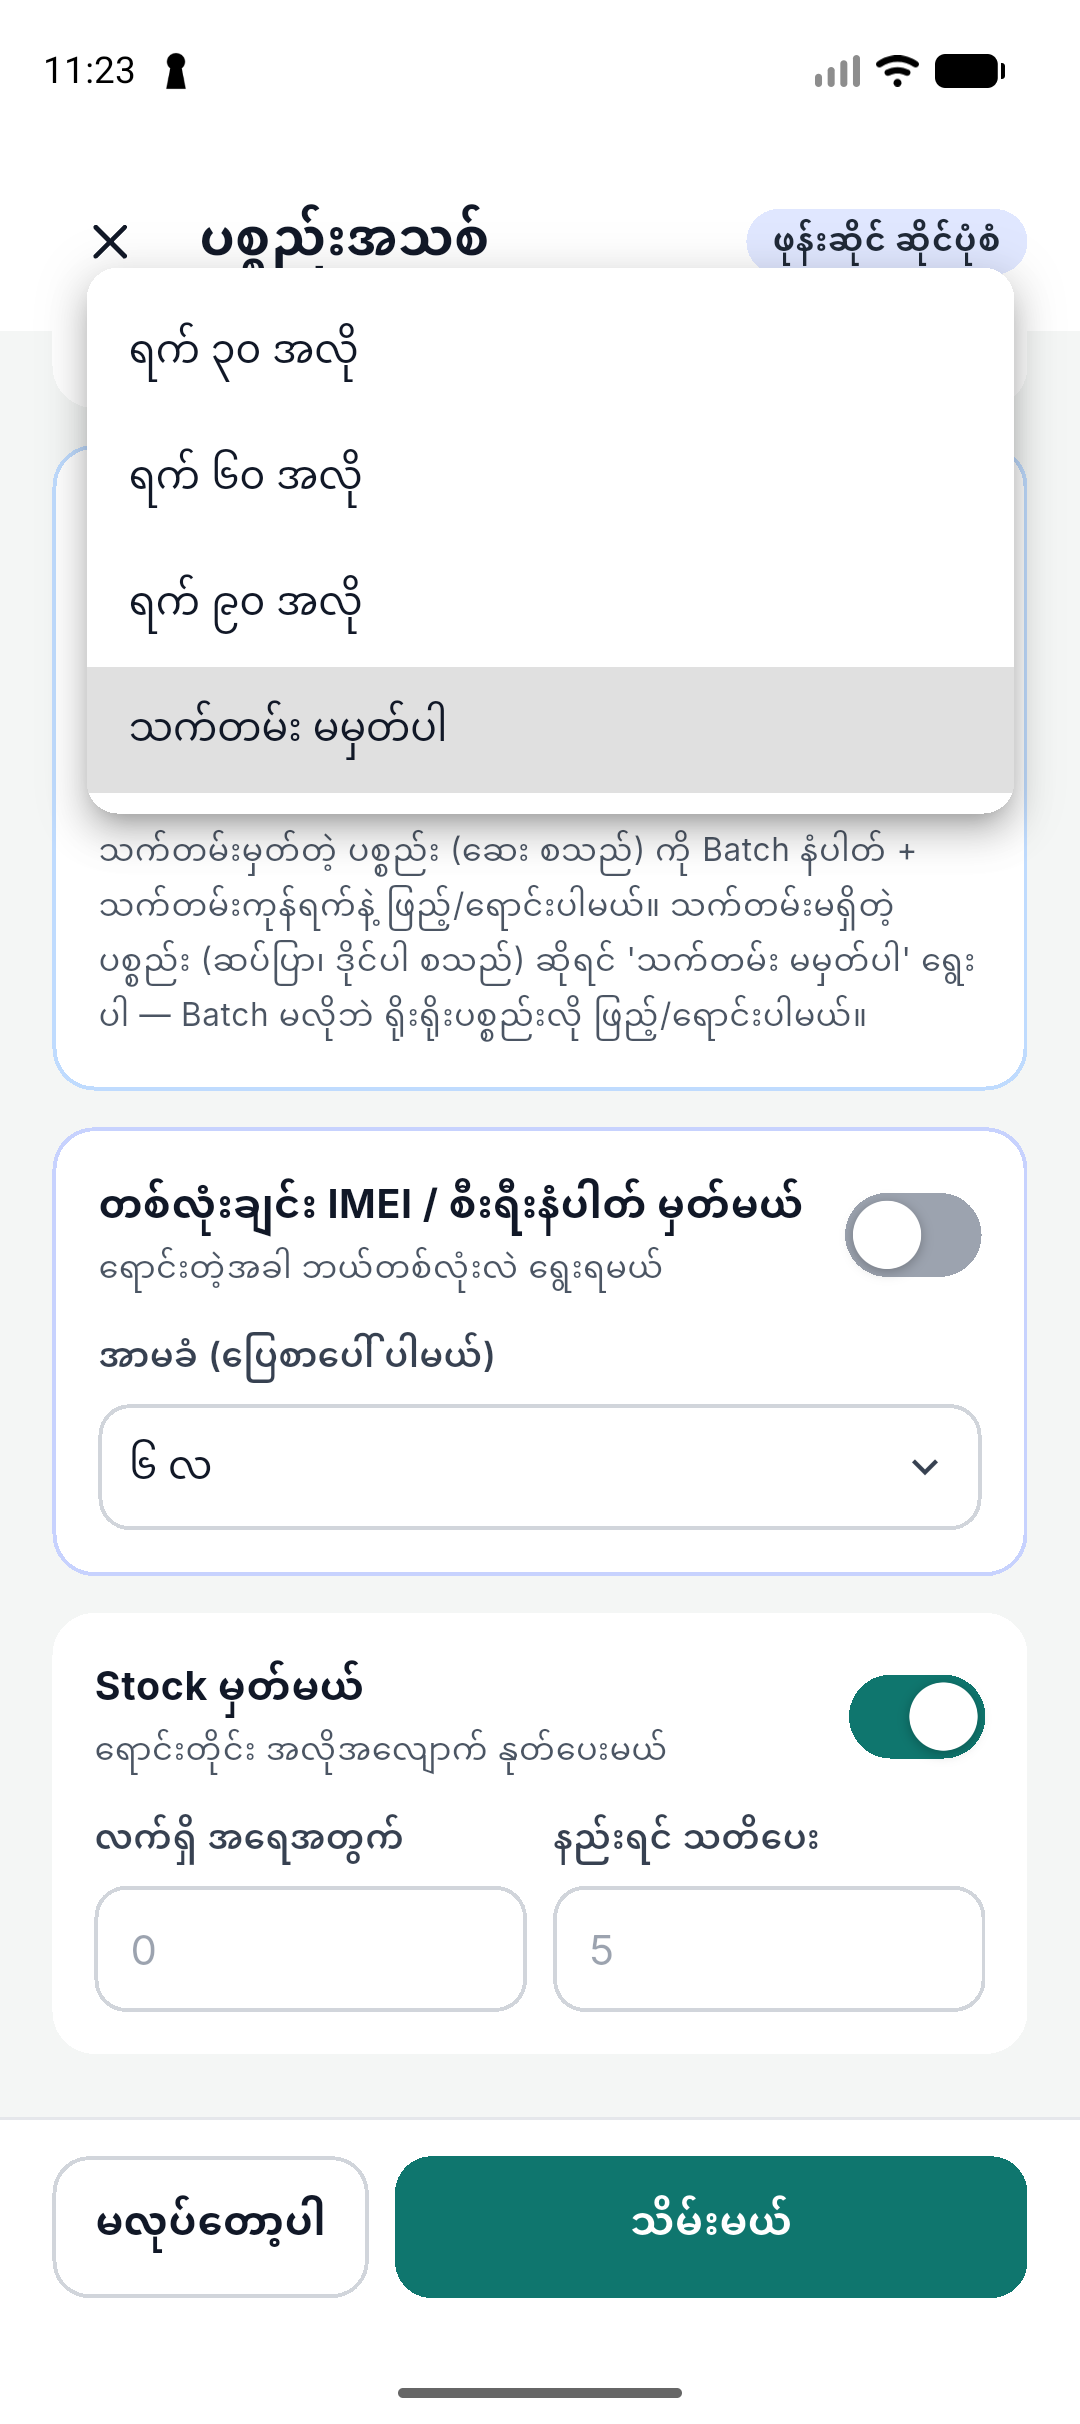 11:23
ပစ္စည်းအသစ်
ဖုန်းဆိုင် ဆိုင်ပုံစံ
ရက် ၃၀ အလို
ရက် ၆၀ အလို
ရက် ၉၀ အလို
သက်တမ်း မမှတ်ပါ
သက်တမ်းမှတ်တဲ့ ပစ္စည်း (ဆေး စသည်) ကို Batch နံပါတ် +
သက်တမ်းကုန်ရက်နဲ့ ဖြည့်/ရောင်းပါမယ်။ သက်တမ်းမရှိတဲ့
ပစ္စည်း (ဆပ်ပြာ၊ ဒိုင်ပါ စသည်) ဆိုရင် 'သက်တမ်း မမှတ်ပါ' ရွေး
ပါ — Batch မလိုဘဲ ရိုးရိုးပစ္စည်းလို ဖြည့်/ရောင်းပါမယ်။
တစ်လုံးချင်း IMEI / စီးရီးနံပါတ် မှတ်မယ်
ရောင်းတဲ့အခါ ဘယ်တစ်လုံးလဲ ရွေးရမယ်
အာမခံ (ပြေစာပေါ် ပါမယ်)
၆ လ
Stock မှတ်မယ်
ရောင်းတိုင်း အလိုအလျောက် နုတ်ပေးမယ်
လက်ရှိ အရေအတွက်
နည်းရင် သတိပေး
0
5
မလုပ်တော့ပါ
သိမ်းမယ်